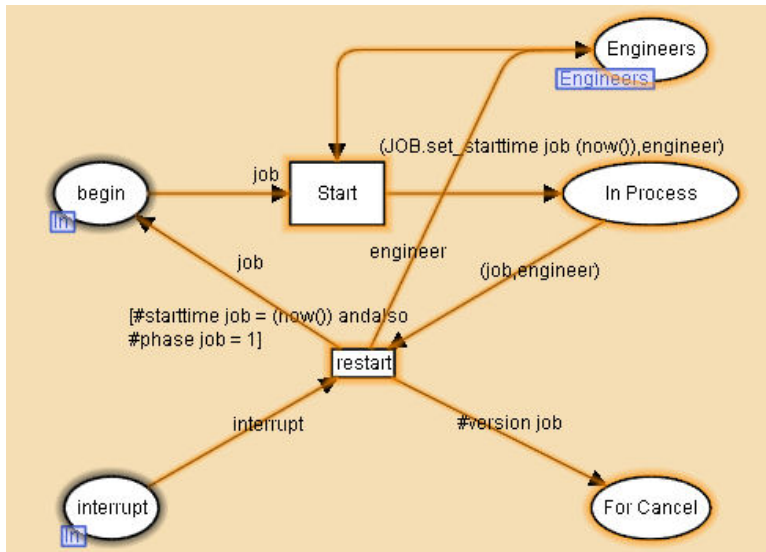 Engineers
Engineers
(JOB.set_starttime job (now()),engineer)
job
begin
Start
In Process
In
engineer
job
(job,engineer)
[#starttime job = (now()) andalso
#phase job = 1]
restart
interrupt
#version job
interrupt
For Cancel
In